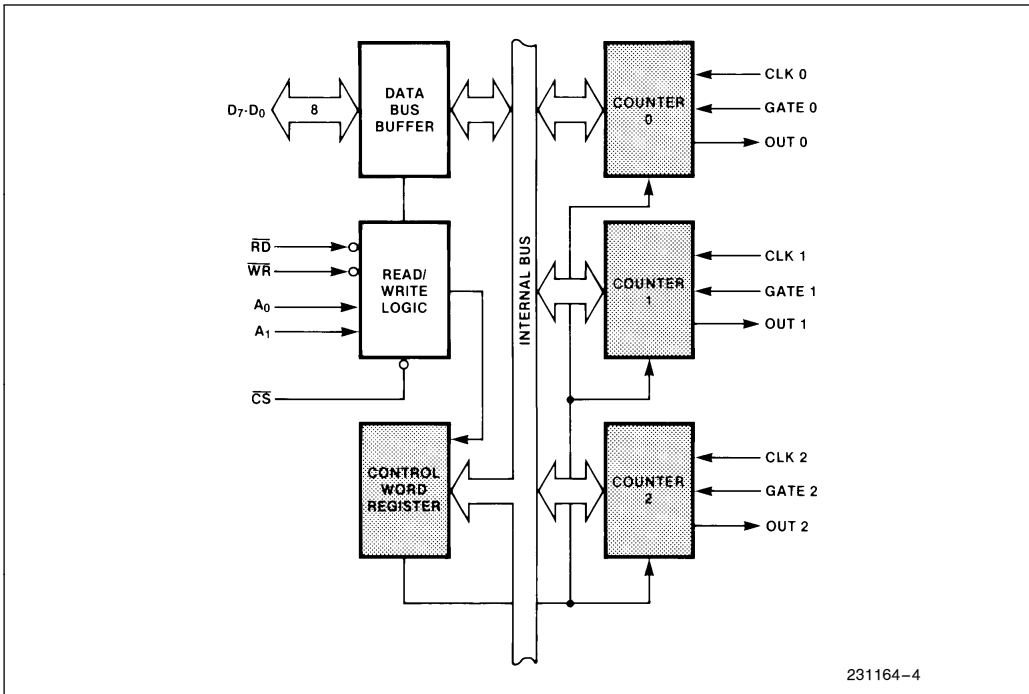 D7-D0
8
DATA
BUS
BUFFER
COUNTER
0
CLK 0
GATE 0
OUT 0
RD
WR
A0
A1
CS
READ/
WRITE
LOGIC
INTERNAL BUS
COUNTER
1
CLK 1
GATE 1
OUT 1
CONTROL
WORD
REGISTER
COUNTER
2
CLK 2
GATE 2
OUT 2
231164–4